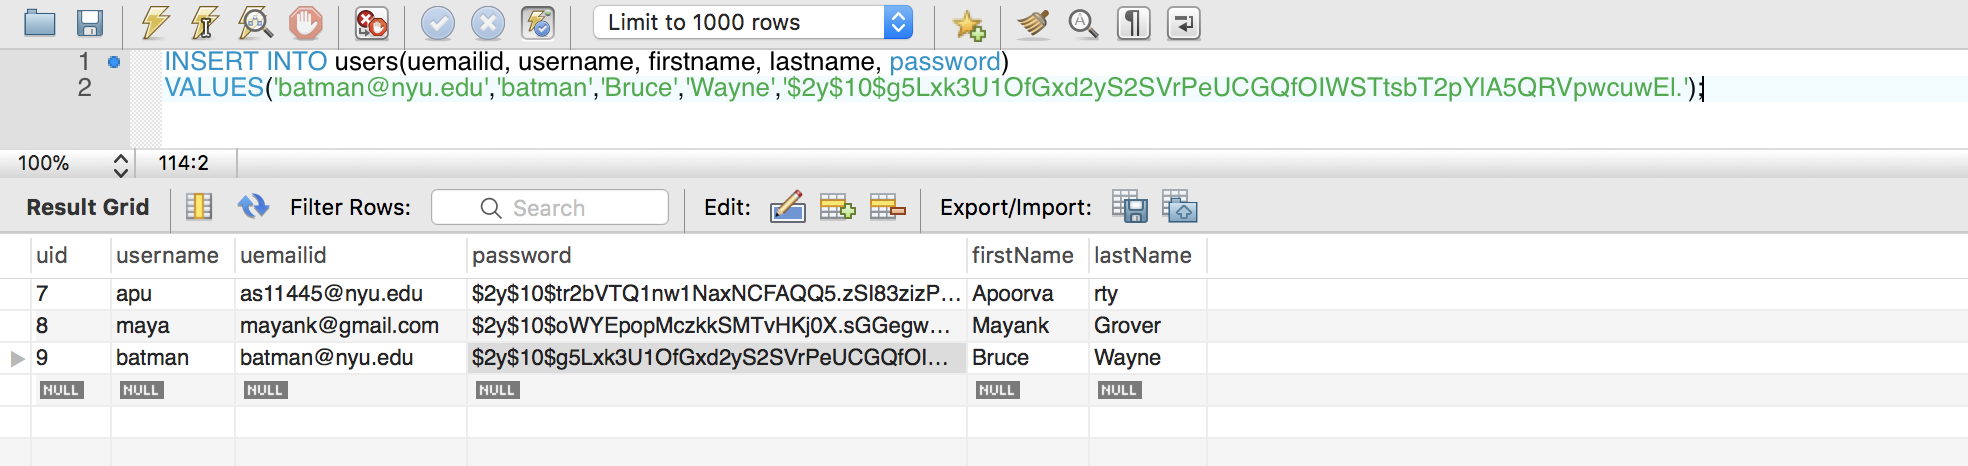 Limit to 1000 rows
1 INSERT INTO users(uemailid, username, firstname, lastname, password)
2 VALUES('batman@nyu.edu','batman','Bruce','Wayne','$2y$10$g5Lxk3U1OfGxd2yS2SVrPeUCGQfOIWSTtsbT2pYlA5QRVpwcuwEl.');
100% 114:2
Result Grid Filter Rows: Search Edit: Export/Import:
uid username uemailid password firstName lastName
7 apu as11445@nyu.edu $2y$10$tr2bVTQ1nw1NaxNCFAQQ5.zSI83zizP... Apoorva rty
8 maya mayank@gmail.com $2y$10$oWYEpopMczkkSMTvHKj0X.sGGegw... Mayank Grover
9 batman batman@nyu.edu $2y$10$g5Lxk3U1OfGxd2yS2SVrPeUCGQfOI... Bruce Wayne
NULL NULL NULL NULL NULL NULL